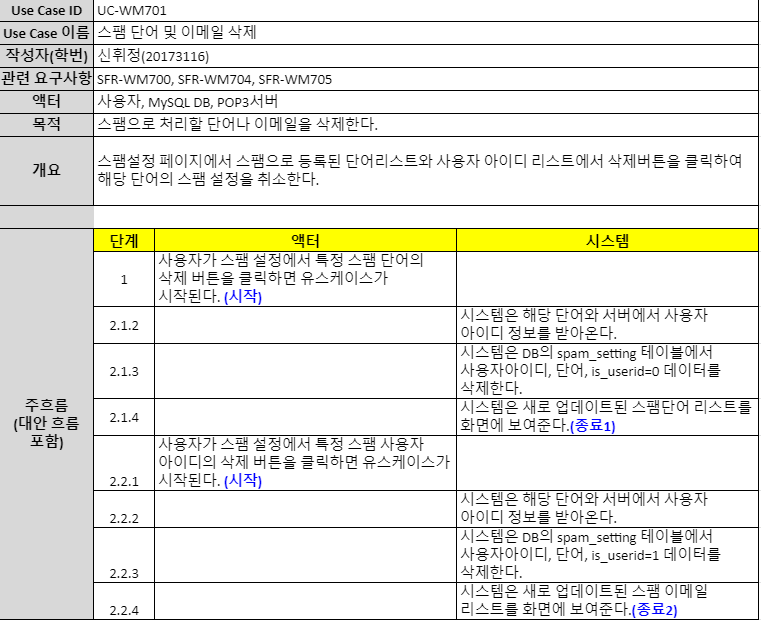 Use Case ID UC-WM701
Use Case 이름 스팸 단어 및 이메일 삭제
작성자(학번) 신휘정(20173116)
관련 요구사항 SFR-WM700, SFR-WM704, SFR-WM705
액터 사용자, MySQL DB, POP3서버
목적 스팸으로 처리할 단어나 이메일을 삭제한다.
개요
스팸설정 페이지에서 스팸으로 등록된 단어리스트와 사용자 아이디 리스트에서 삭제버튼을 클릭하여
해당 단어의 스팸 설정을 취소한다.
주흐름
(대안 흐름
포함)
단계 액터 시스템
1
사용자가 스팸 설정에서 특정 스팸 단어의
삭제 버튼을 클릭하면 유스케이스가
시작된다. (시작)
2.1.2
시스템은 해당 단어와 서버에서 사용자
아이디 정보를 받아온다.
2.1.3
시스템은 DB의 spam_setting 테이블에서
사용자아이디, 단어, is_userid=0 데이터를
삭제한다.
2.1.4
시스템은 새로 업데이트된 스팸단어 리스트를
화면에 보여준다.(종료1)
2.2.1
사용자가 스팸 설정에서 특정 스팸 사용자
아이디의 삭제 버튼을 클릭하면 유스케이스가
시작된다. (시작)
2.2.2
시스템은 해당 단어와 서버에서 사용자
아이디 정보를 받아온다.
2.2.3
시스템은 DB의 spam_setting 테이블에서
사용자아이디, 단어, is_userid=1 데이터를
삭제한다.
2.2.4
시스템은 새로 업데이트된 스팸 이메일
리스트를 화면에 보여준다.(종료2)